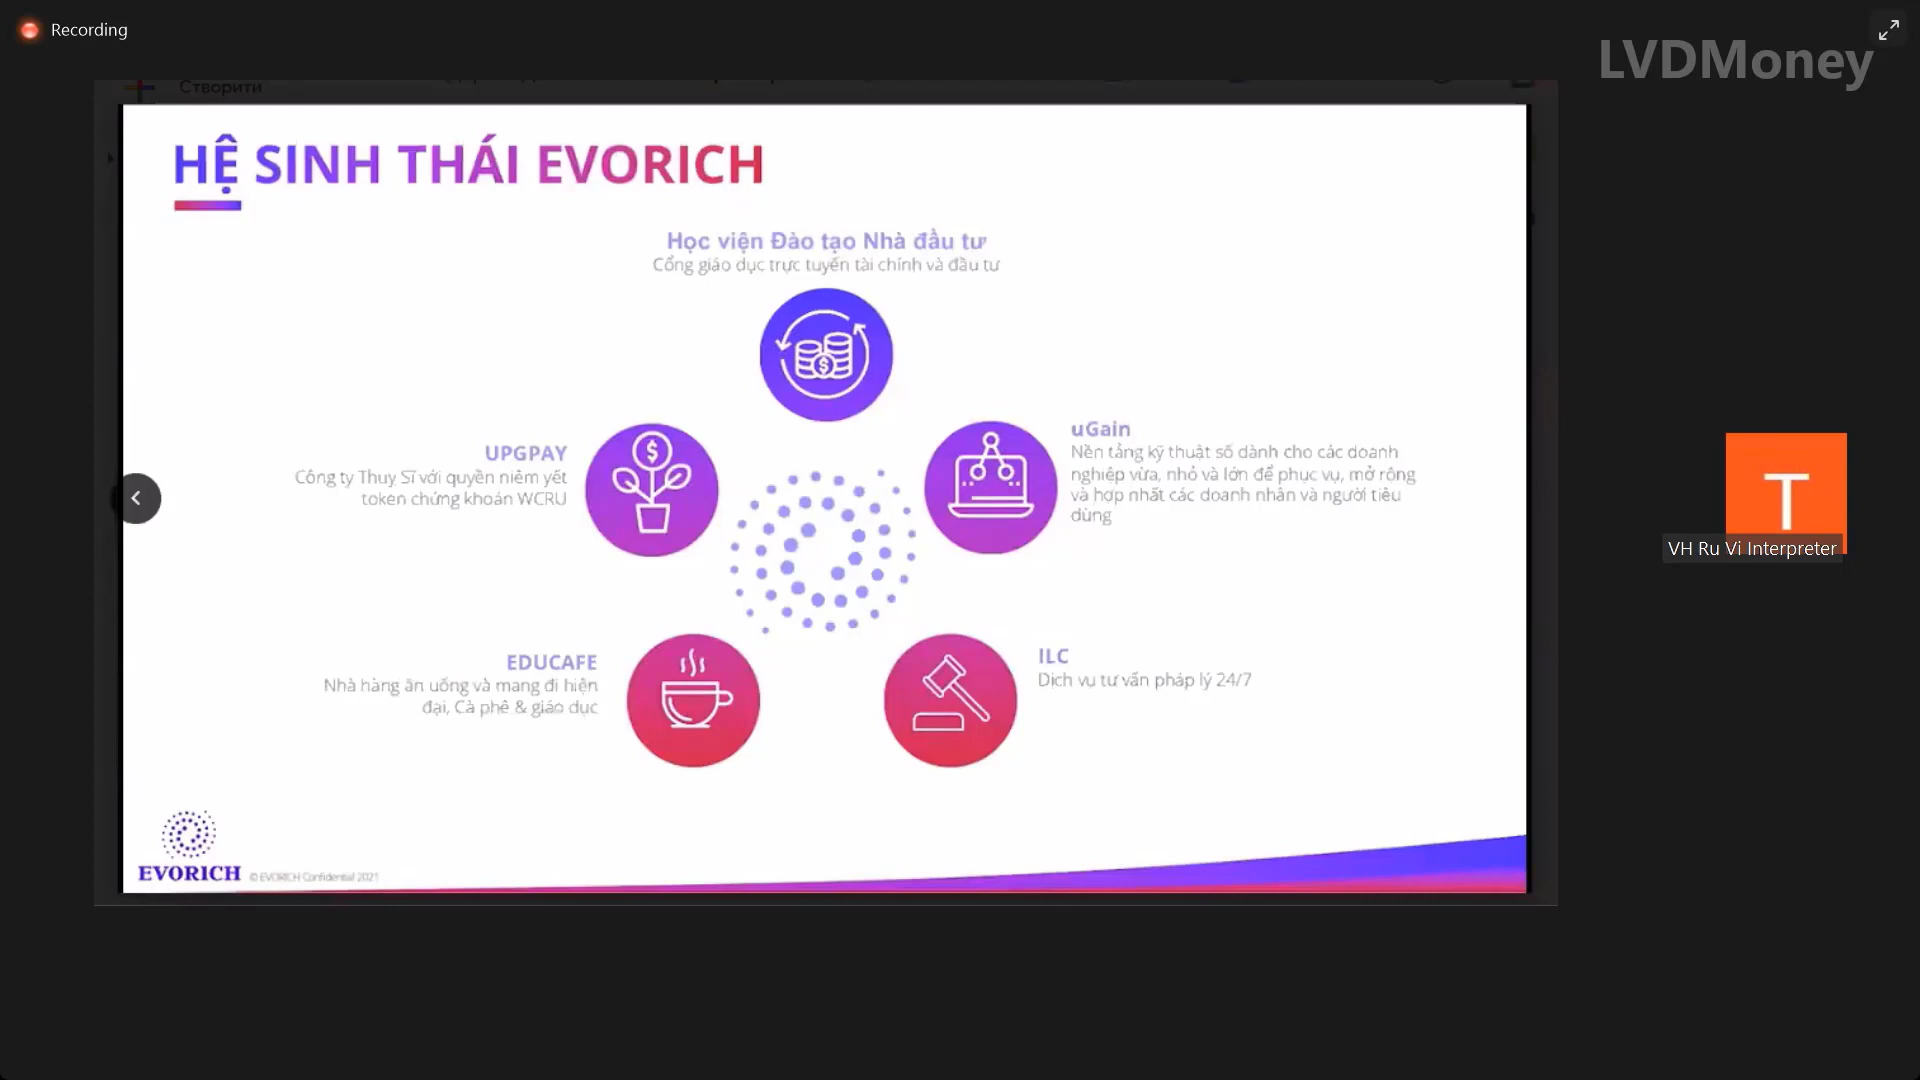 Recording
LVDMoney
Створити
HỆ SINH THÁI EVORICH
Học viện Đào tạo Nhà đầu tư
Cổng giáo dục trực tuyến tài chính và đầu tư
UPGPAY
Công ty Thuỵ Sĩ với quyền niêm yết
token chứng khoán WCRU
uGain
Nền tảng kỹ thuật số dành cho các doanh
nghiệp vừa, nhỏ và lớn để phục vụ, mở rộng
và hợp nhất các doanh nhân và người tiêu
dùng
EDUCAFE
Nhà hàng ăn uống và mang đi hiện
đại, Cà phê & giáo dục
ILC
Dịch vụ tư vấn pháp lý 24/7
T
VH Ru Vi Interpreter
EVORICH
© EVORICH Confidential 2021